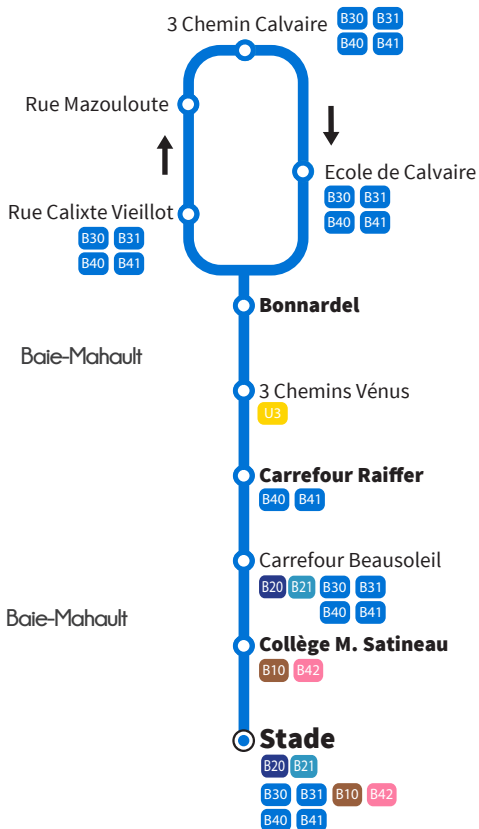 3 Chemin Calvaire
B30 B31
B40 B41
Rue Mazouloute
Ecole de Calvaire
B30 B31
B40 B41
Rue Calixte Vieillot
B30 B31
B40 B41
Bonnardel
Baie-Mahault
3 Chemins Vénus
U3
Carrefour Raiffer
B40 B41
Carrefour Beausoleil
B20 B21 B30 B31
B40 B41
Baie-Mahault
Collège M. Satineau
B10 B42
Stade
B20 B21
B30 B31 B10 B42
B40 B41